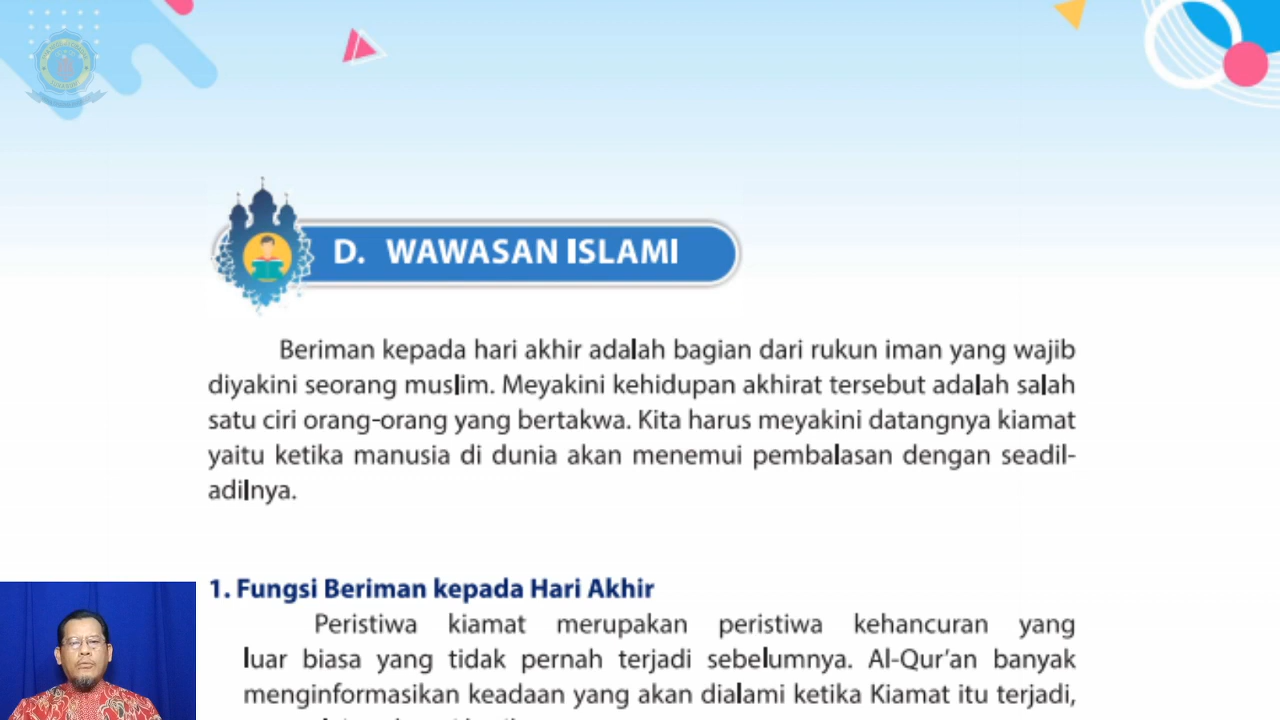 D. WAWASAN ISLAMI
Beriman kepada hari akhir adalah bagian dari rukun iman yang wajib
diyakini seorang muslim. Meyakini kehidupan akhirat tersebut adalah salah
satu ciri orang-orang yang bertakwa. Kita harus meyakini datangnya kiamat
yaitu ketika manusia di dunia akan menemui pembalasan dengan seadil-
adilnya.
1. Fungsi Beriman kepada Hari Akhir
Peristiwa kiamat merupakan peristiwa kehancuran yang
luar biasa yang tidak pernah terjadi sebelumnya. Al-Qur'an banyak
menginformasikan keadaan yang akan dialami ketika Kiamat itu terjadi,